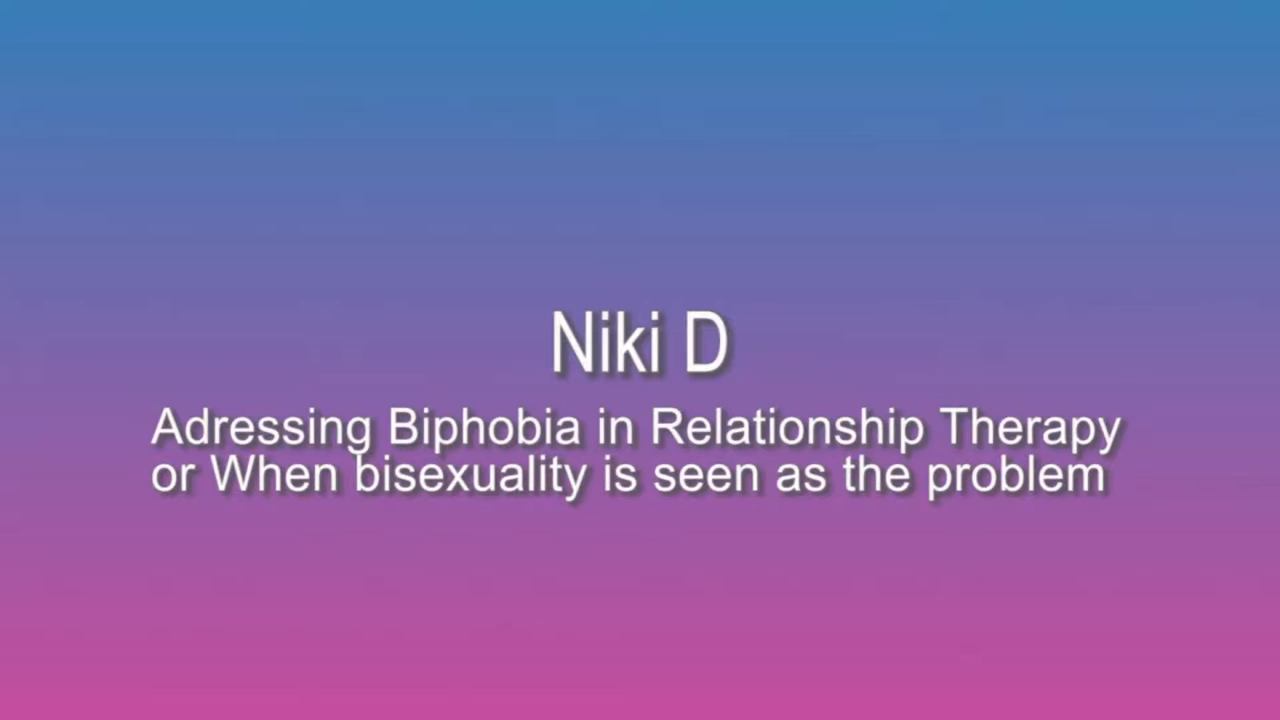 Niki D
Adressing Biphobia in Relationship Therapy
or When bisexuality is seen as the problem